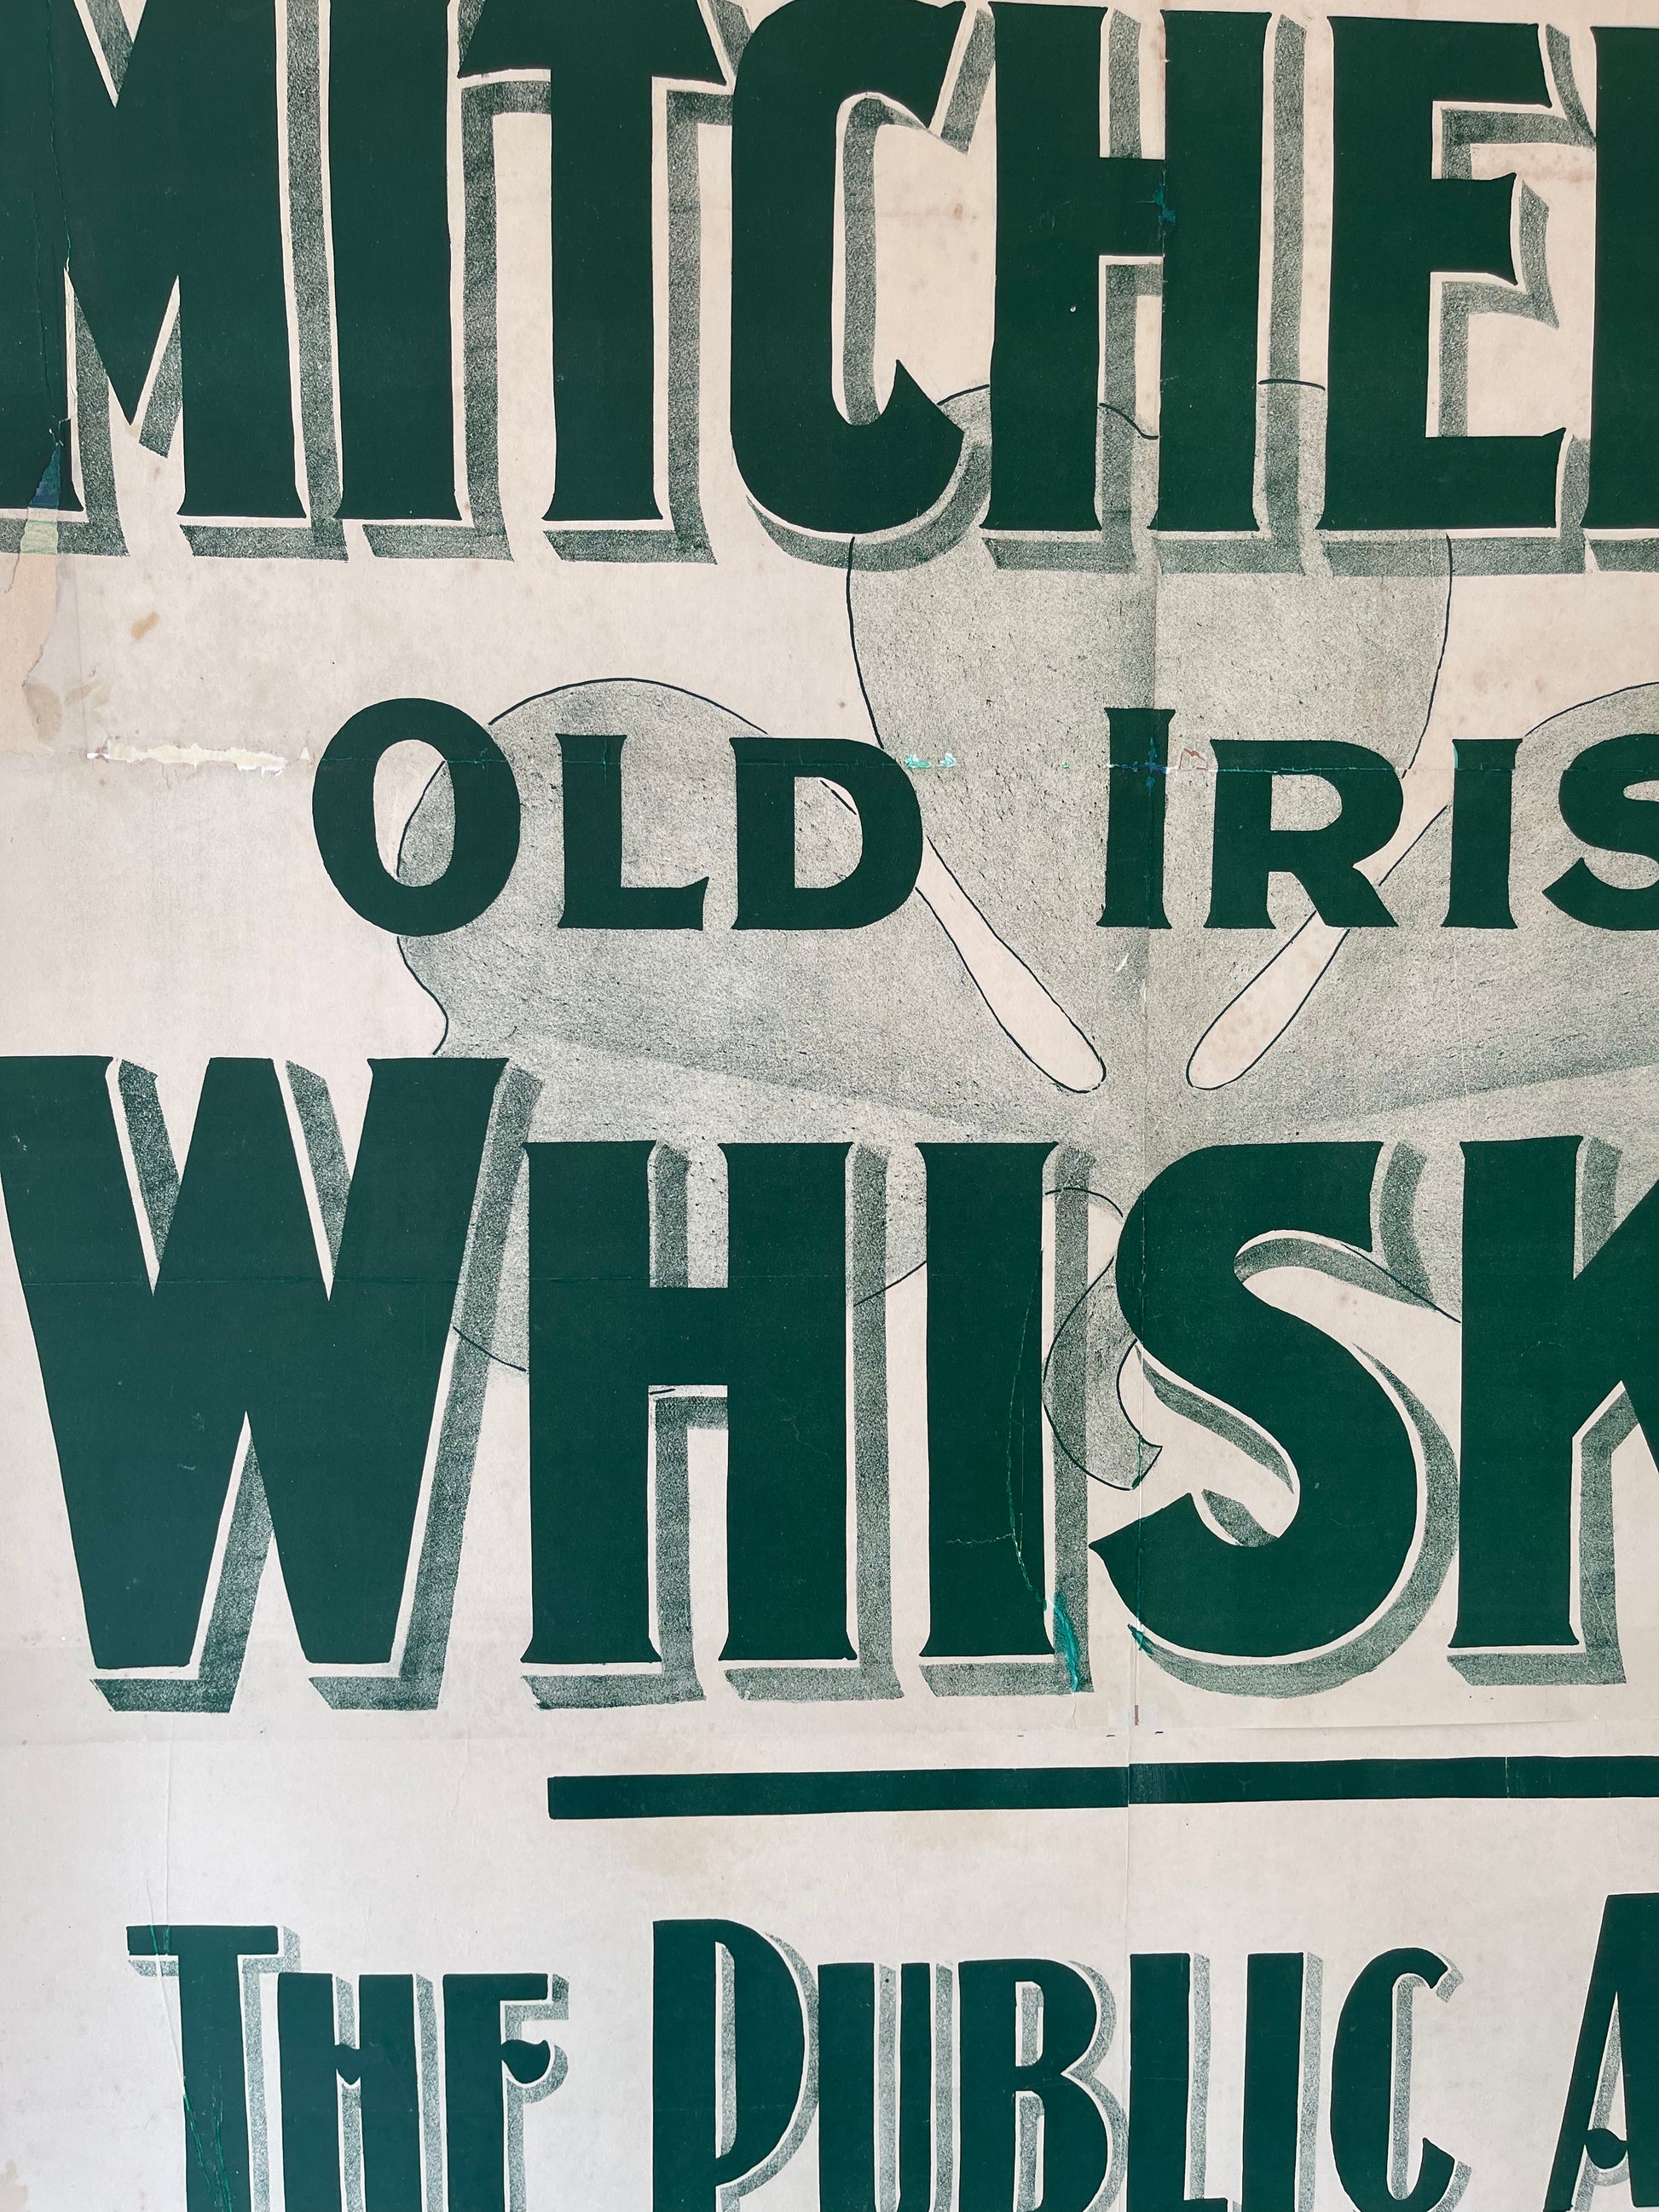 MITCHEL
OLD IRIS
WHISK
THE PUBLIC A